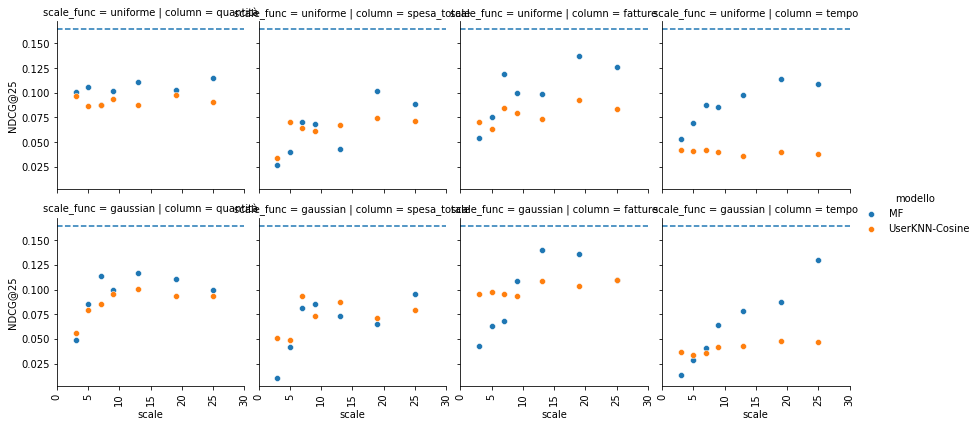 scale_func = uniforme | column = quantità
scale_func = uniforme | column = spesa_totale
scale_func = uniforme | column = fatture
scale_func = uniforme | column = tempo
0.150
0.125
0.100
0.075
0.050
0.025
NDCG@25
scale_func = gaussian | column = quantità
scale_func = gaussian | column = spesa_totale
scale_func = gaussian | column = fatture
scale_func = gaussian | column = tempo
0.150
0.125
0.100
0.075
0.050
0.025
NDCG@25
0 5 10 15 20 25 30
scale
0 5 10 15 20 25 30
scale
0 5 10 15 20 25 30
scale
0 5 10 15 20 25 30
scale
modello
MF
UserKNN-Cosine